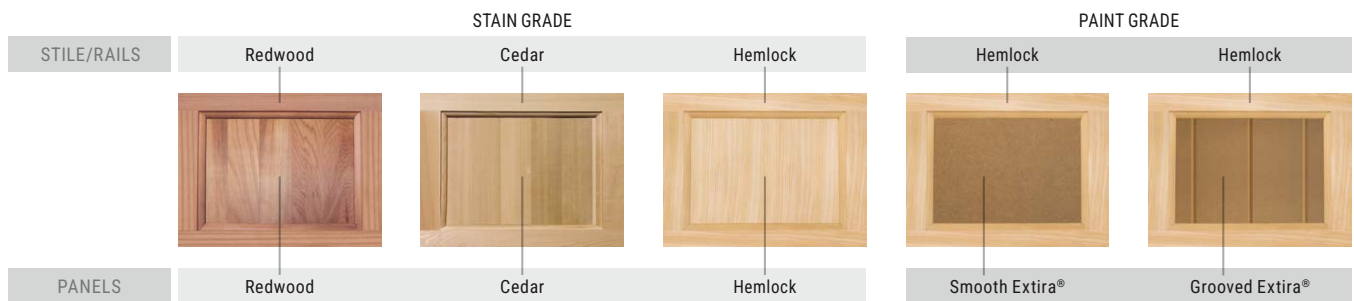 STAIN GRADE PAINT GRADE
STILE/RAILS Redwood Cedar Hemlock Hemlock Hemlock
PANELS Redwood Cedar Hemlock Smooth Extira® Grooved Extira®